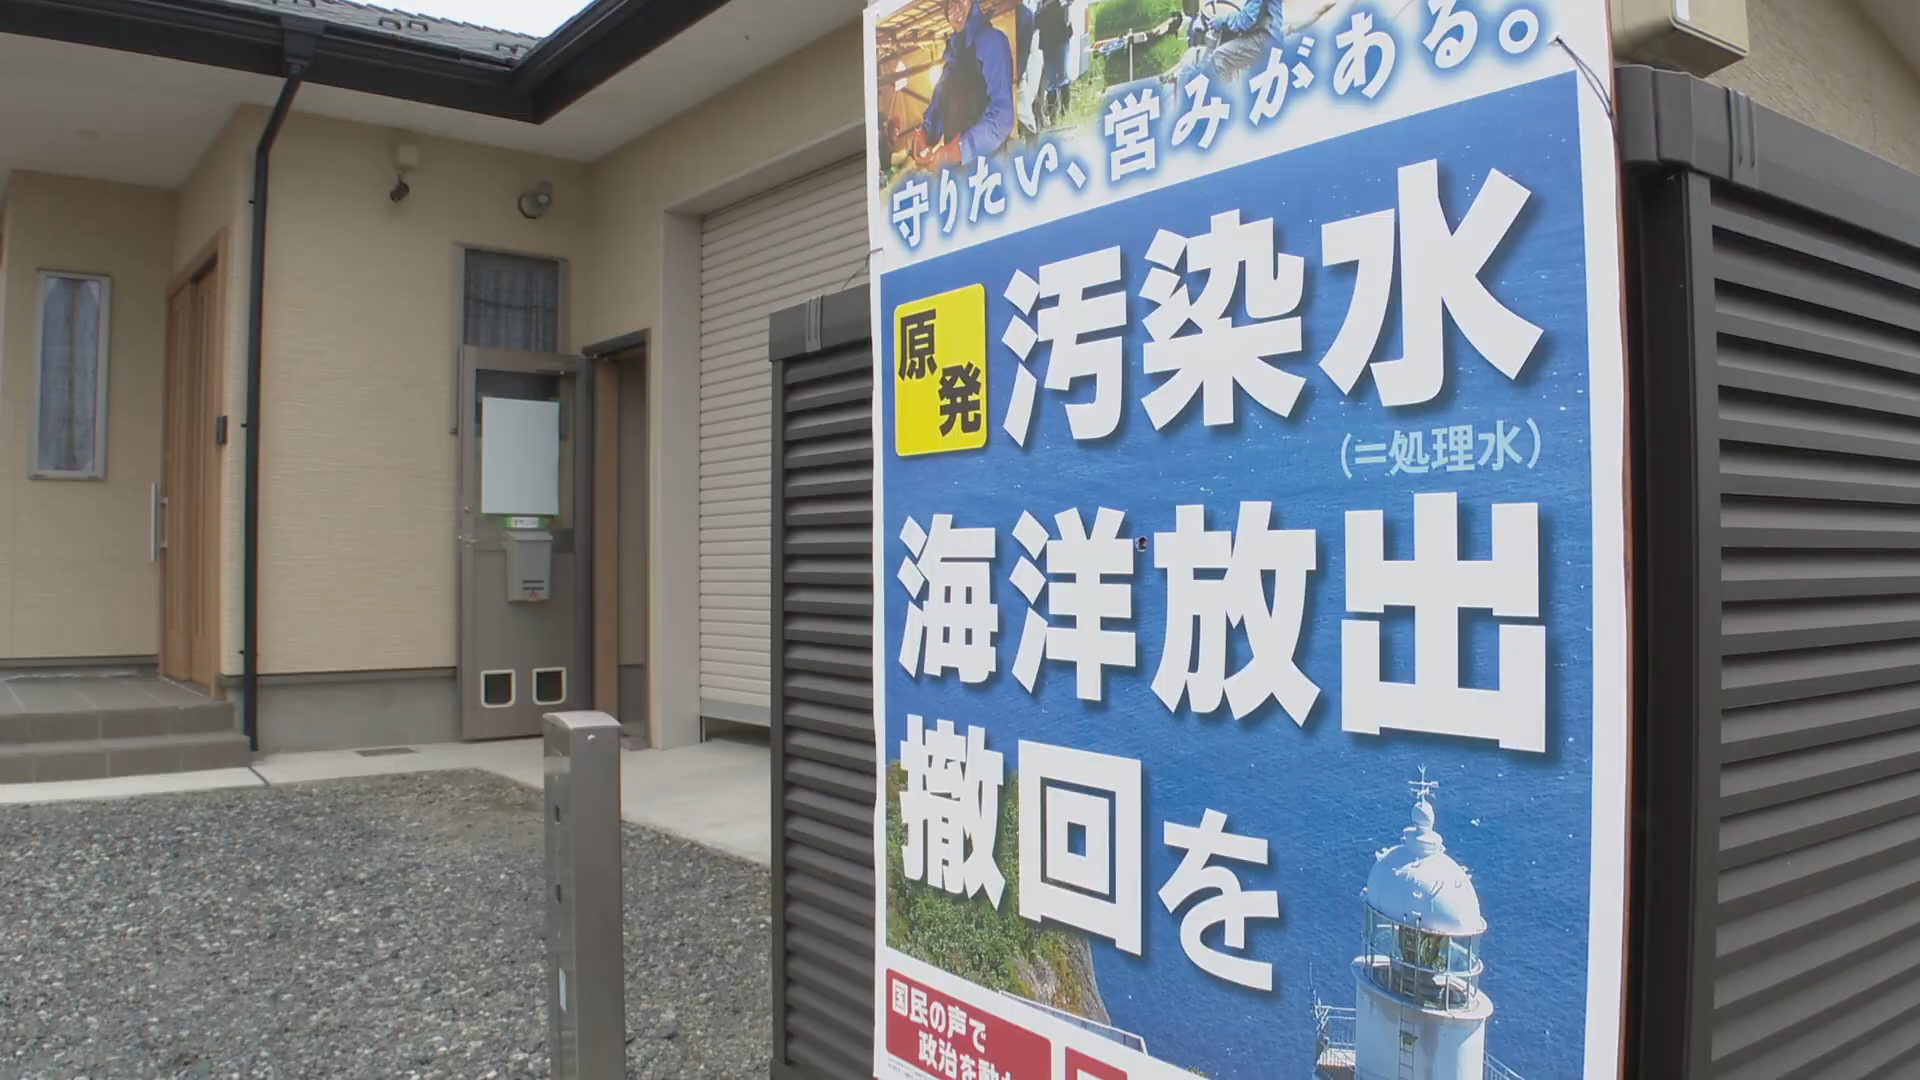 守りたい、営みがある。
原発
汚染水
（＝処理水）
海洋放出
撤回を
国民の声で
政治を動